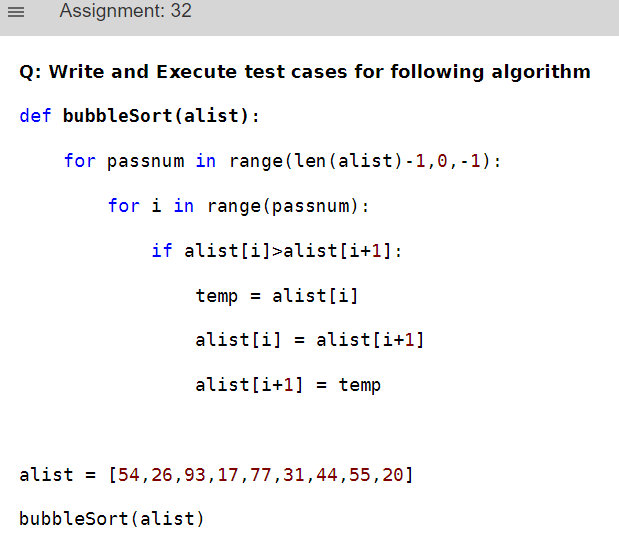 Assignment: 32
Q: Write and Execute test cases for following algorithm
def bubbleSort(alist):
    for passnum in range(len(alist)-1,0,-1):
        for i in range(passnum):
            if alist[i]>alist[i+1]:
                temp = alist[i]
                alist[i] = alist[i+1]
                alist[i+1] = temp
alist = [54,26,93,17,77,31,44,55,20]
bubbleSort(alist)